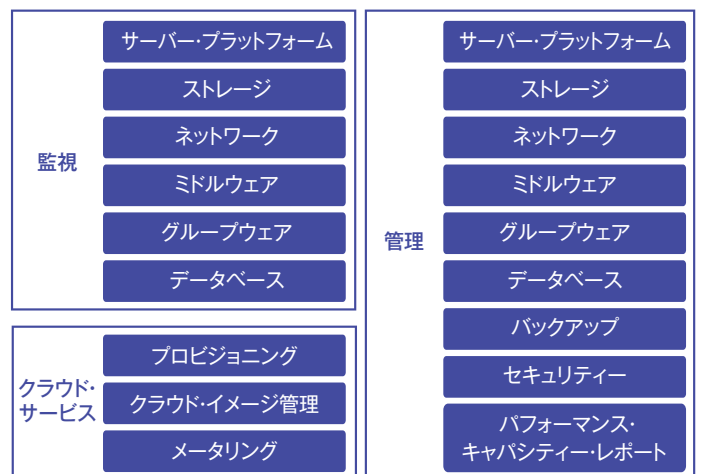 監視
サーバー・プラットフォーム
ストレージ
ネットワーク
ミドルウェア
グループウェア
データベース
クラウド・
サービス
プロビジョニング
クラウド・イメージ管理
メータリング
管理
サーバー・プラットフォーム
ストレージ
ネットワーク
ミドルウェア
グループウェア
データベース
バックアップ
セキュリティー
パフォーマンス・
キャパシティー・レポート